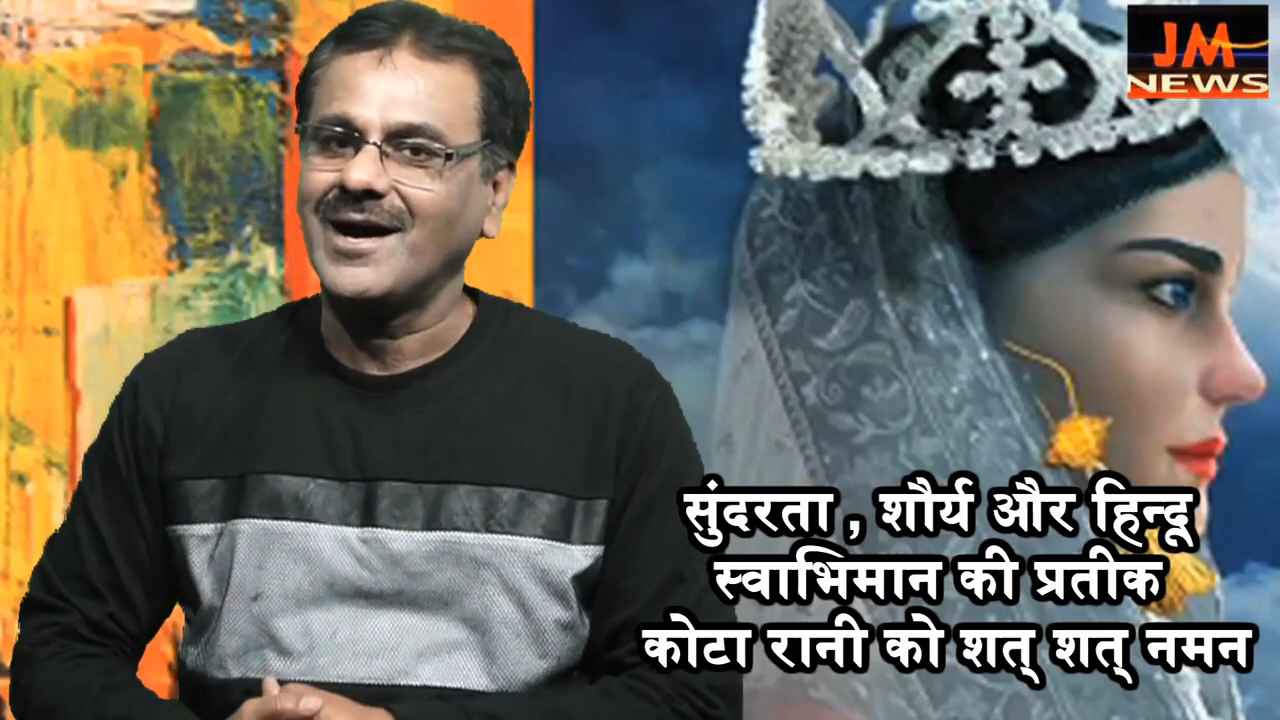 JM
NEWS
सुंदरता , शौर्य और हिन्दू
स्वाभिमान की प्रतीक
कोटा रानी को शत् शत् नमन